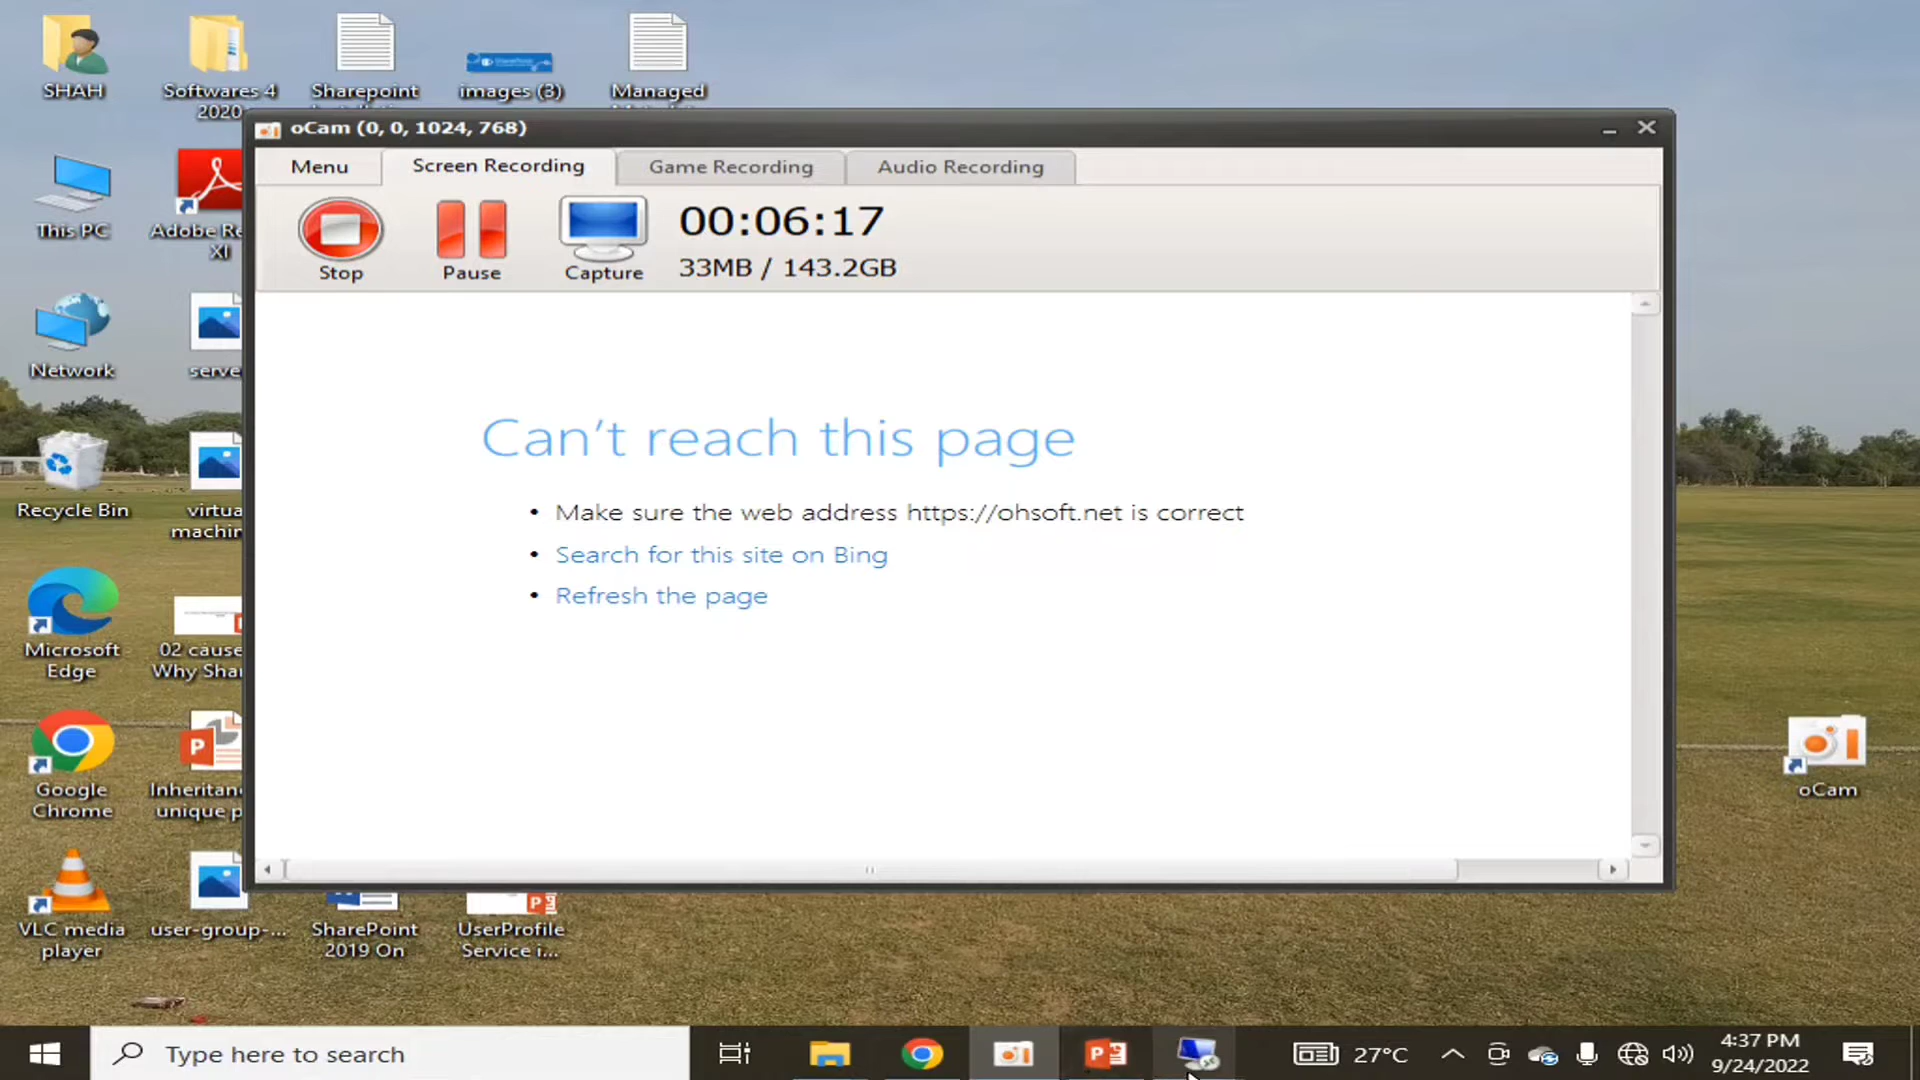 SHAH
Softwares 4
2020
Sharepoint
images (3)
Managed
oCam (0, 0, 1024, 768)
Menu
Screen Recording
Game Recording
Audio Recording
Stop
Pause
Capture
00:06:17
33MB / 143.2GB
This PC
Adobe Re
XI
Network
serve
Recycle Bin
virtua
machin
Can't reach this page
• Make sure the web address https://ohsoft.net is correct
• Search for this site on Bing
• Refresh the page
Microsoft
Edge
02 cause
Why Shar
Google
Chrome
Inheritan
unique p
oCam
VLC media
player
user-group-...
SharePoint
2019 On
UserProfile
Service i...
Type here to search
27°C
4:37 PM
9/24/2022